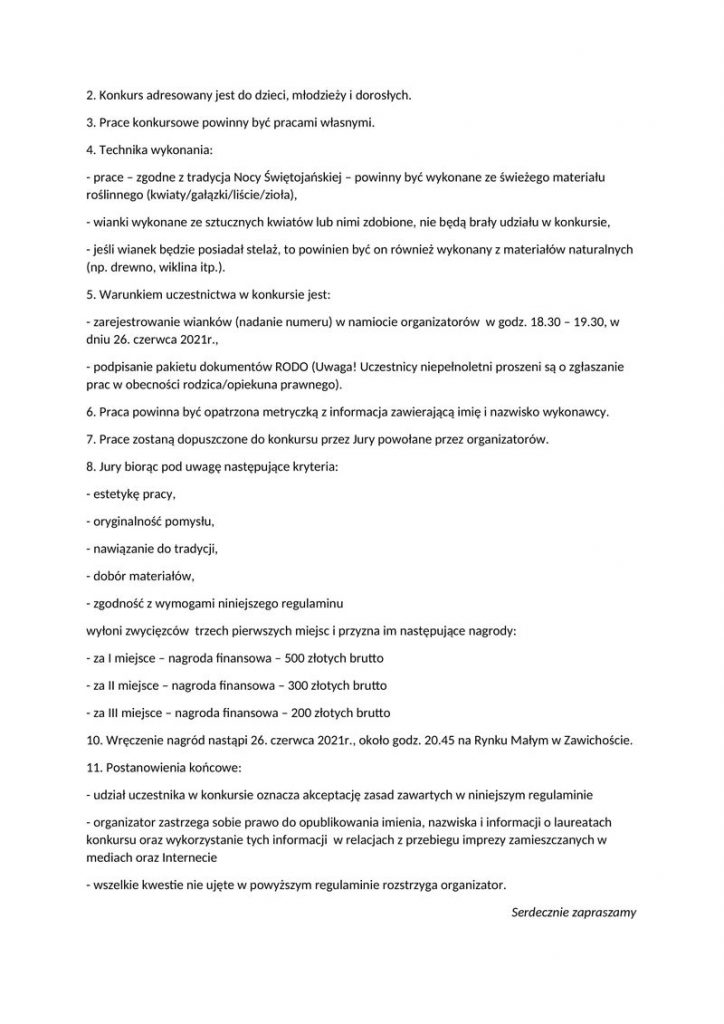 2. Konkurs adresowany jest do dzieci, młodzieży i dorosłych.
3. Prace konkursowe powinny być pracami własnymi.
4. Technika wykonania:
- prace – zgodne z tradycja Nocy Świętojańskiej – powinny być wykonane ze świeżego materiału
roślinnego (kwiaty/gałązki/liście/zioła),
- wianki wykonane ze sztucznych kwiatów lub nimi zdobione, nie będą brały udziału w konkursie,
- jeśli wianek będzie posiadał stelaż, to powinien być on również wykonany z materiałów naturalnych
(np. drewno, wiklina itp.).
5. Warunkiem uczestnictwa w konkursie jest:
- zarejestrowanie wianków (nadanie numeru) w namiocie organizatorów  w godz. 18.30 – 19.30, w
dniu 26. czerwca 2021r.,
- podpisanie pakietu dokumentów RODO (Uwaga! Uczestnicy niepełnoletni proszeni są o zgłaszanie
prac w obecności rodzica/opiekuna prawnego).
6. Praca powinna być opatrzona metryczką z informacja zawierającą imię i nazwisko wykonawcy.
7. Prace zostaną dopuszczone do konkursu przez Jury powołane przez organizatorów.
8. Jury biorąc pod uwagę następujące kryteria:
- estetykę pracy,
- oryginalność pomysłu,
- nawiązanie do tradycji,
- dobór materiałów,
- zgodność z wymogami niniejszego regulaminu
wyłoni zwycięzców  trzech pierwszych miejsc i przyzna im następujące nagrody:
- za I miejsce – nagroda finansowa – 500 złotych brutto
- za II miejsce – nagroda finansowa – 300 złotych brutto
- za III miejsce – nagroda finansowa – 200 złotych brutto
10. Wręczenie nagród nastąpi 26. czerwca 2021r., około godz. 20.45 na Rynku Małym w Zawichoście.
11. Postanowienia końcowe:
- udział uczestnika w konkursie oznacza akceptację zasad zawartych w niniejszym regulaminie
- organizator zastrzega sobie prawo do opublikowania imienia, nazwiska i informacji o laureatach
konkursu oraz wykorzystanie tych informacji  w relacjach z przebiegu imprezy zamieszczanych w
mediach oraz Internecie
- wszelkie kwestie nie ujęte w powyższym regulaminie rozstrzyga organizator.
Serdecznie zapraszamy